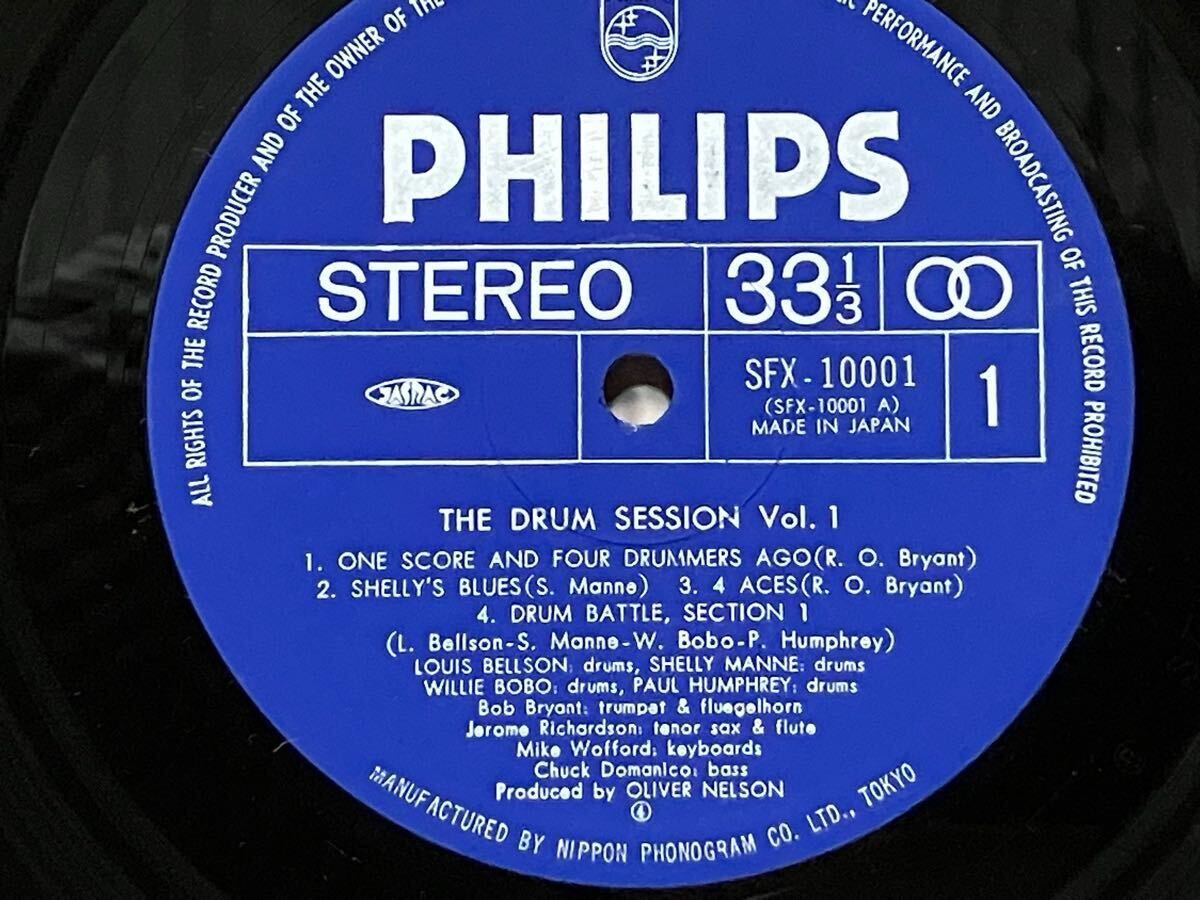 ALL RIGHTS OF THE RECORD PRODUCER AND OF THE OWNER OF THE
PERFORMANCE AND BROADCASTING OF THIS RECORD PROHIBITED
PHILIPS
STEREO 33 1/3
JASRAC SFX-10001 1
(SFX-10001 A)
MADE IN JAPAN
THE DRUM SESSION Vol. 1
1. ONE SCORE AND FOUR DRUMMERS AGO(R. O. Bryant)
2. SHELLY'S BLUES(S. Manne) 3. 4 ACES(R. O. Bryant)
4. DRUM BATTLE, SECTION 1
(L. Bellson-S. Manne-W. Bobo-P. Humphrey)
LOUIS BELLSON: drums, SHELLY MANNE: drums
WILLIE BOBO: drums, PAUL HUMPHREY: drums
Bob Bryant: trumpet & fluegelhorn
Jerome Richardson: tenor sax & flute
Mike Wofford: keyboards
Chuck Domanico: bass
Produced by OLIVER NELSON
④
MANUFACTURED BY NIPPON PHONOGRAM CO. LTD., TOKYO